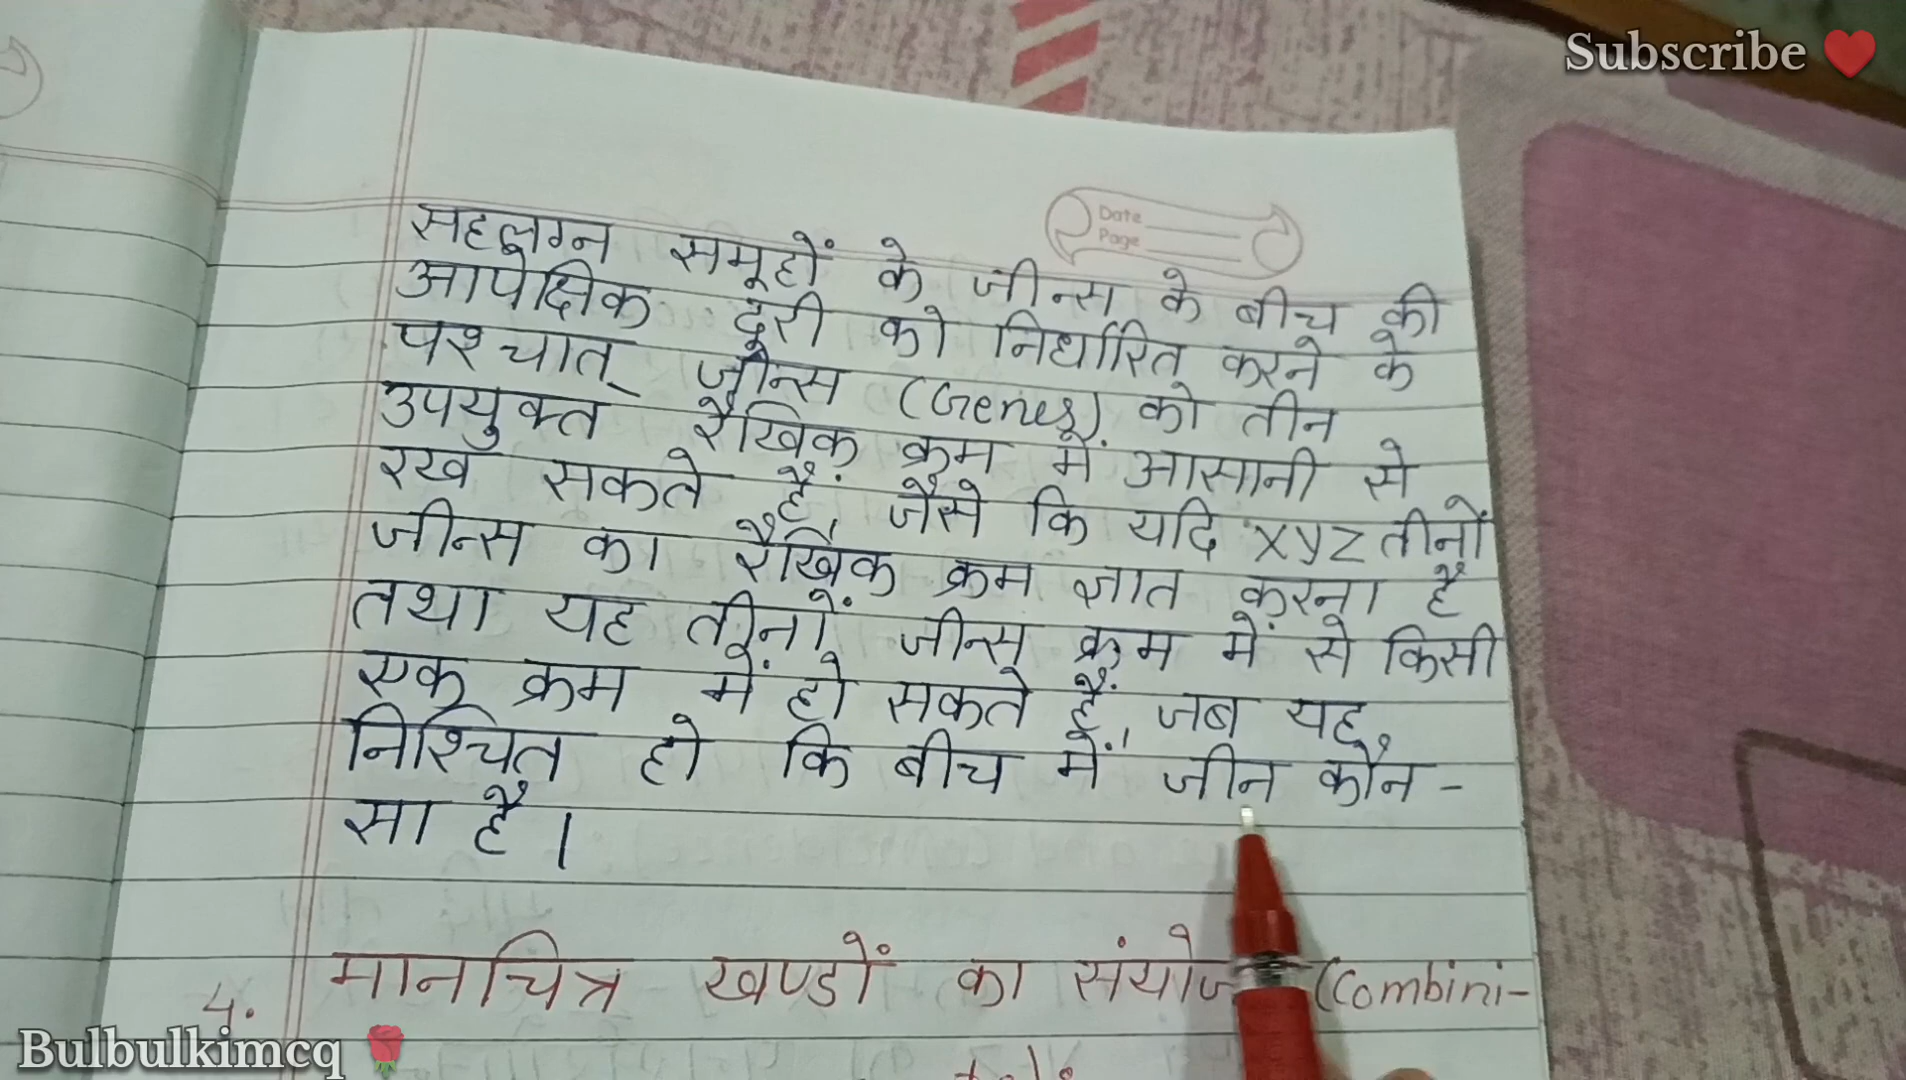 Subscribe ❤️
Date
Page
सहलग्न समूहों के जीन्स के बीच की
आपेक्षिक दूरी को निर्धारित करने के
पश्चात् जीन्स (Genes) को तीन
उपयुक्त रैखिक क्रम में आसानी से
रख सकते हैं, जैसे कि यदि xyz तीनों
जीन्स का रैखिक क्रम ज्ञात करना है
तथा यह तीनों जीन्स क्रम में से किसी
एक क्रम में हो सकते हैं, जब यह
निश्चित हो कि बीच में जीन कौन-
सा है।
4. मानचित्र खण्डों का (Combini-
Bulbulkimcq 🌹